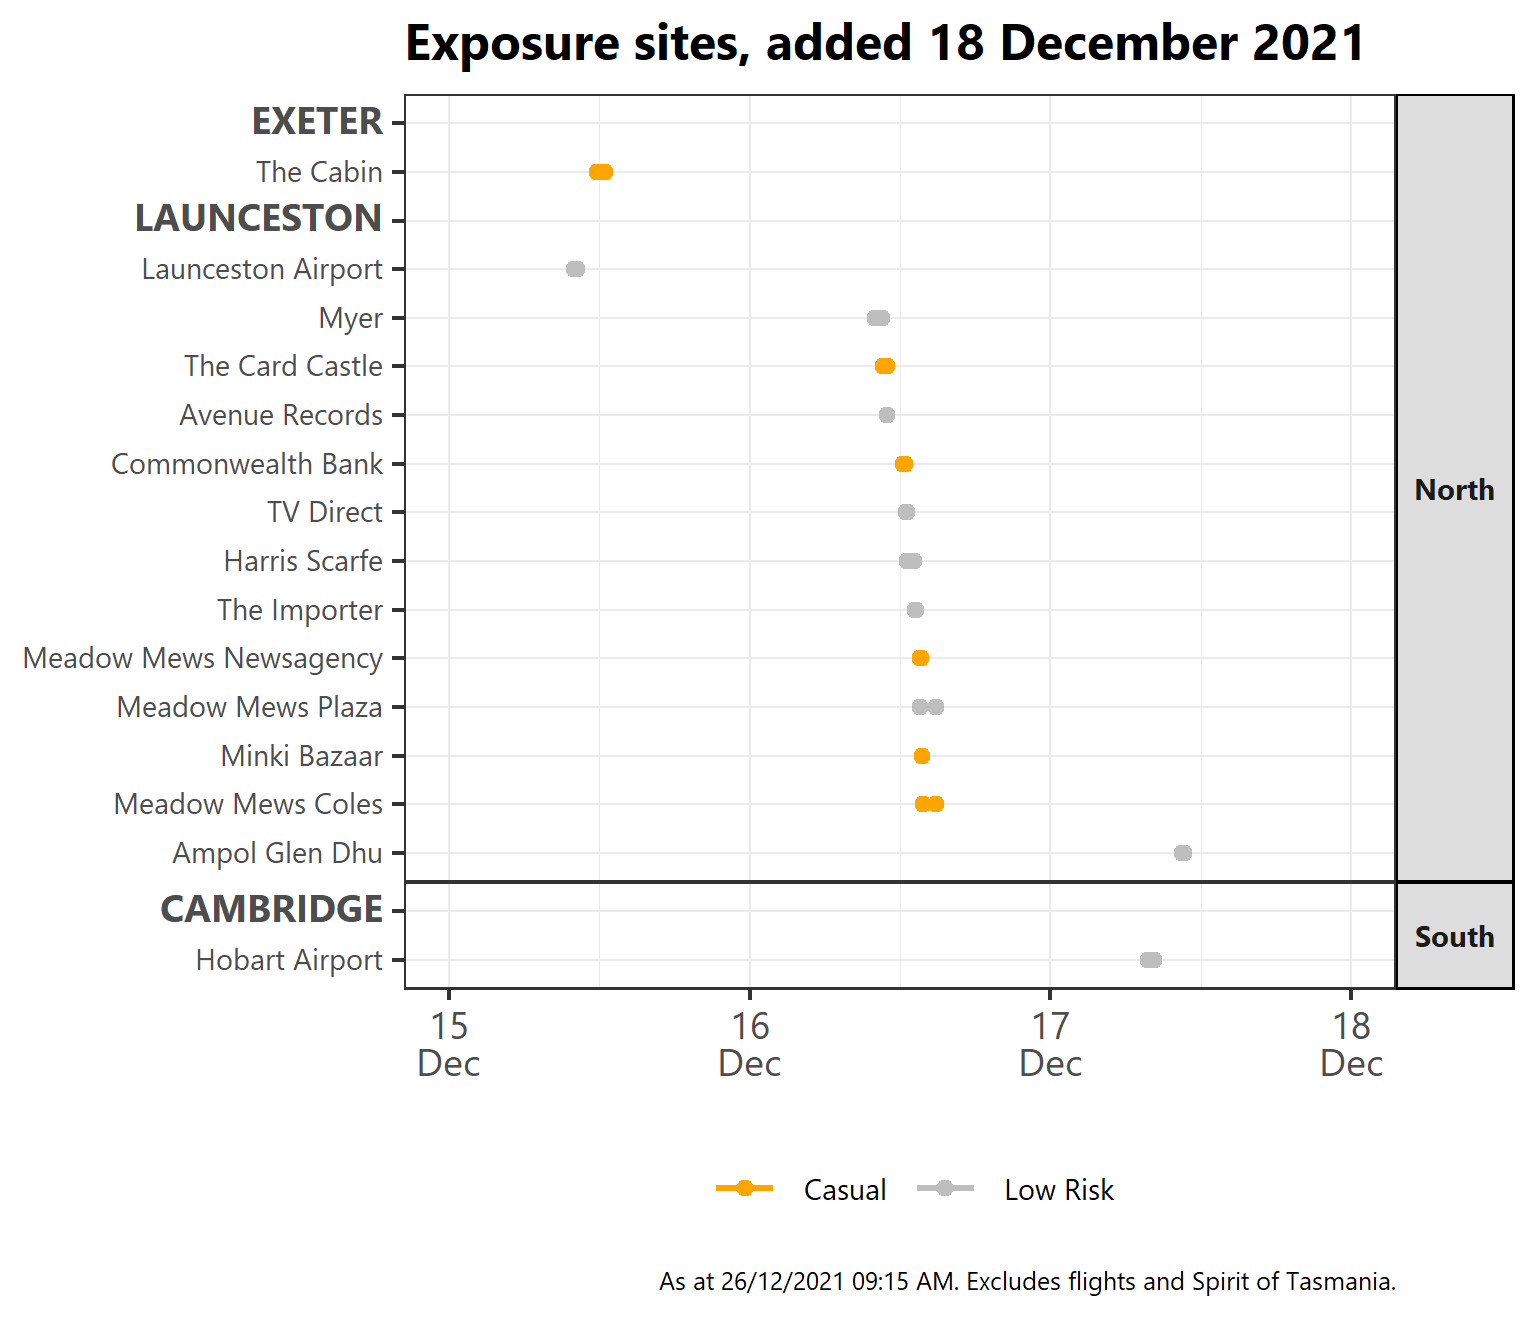 Exposure sites, added 18 December 2021
EXETER
The Cabin
LAUNCESTON
Launceston Airport
Myer
The Card Castle
Avenue Records
Commonwealth Bank
TV Direct
Harris Scarfe
The Importer
Meadow Mews Newsagency
Meadow Mews Plaza
Minki Bazaar
Meadow Mews Coles
Ampol Glen Dhu
North
CAMBRIDGE
Hobart Airport
South
15 Dec
16 Dec
17 Dec
18 Dec
Casual
Low Risk
As at 26/12/2021 09:15 AM. Excludes flights and Spirit of Tasmania.